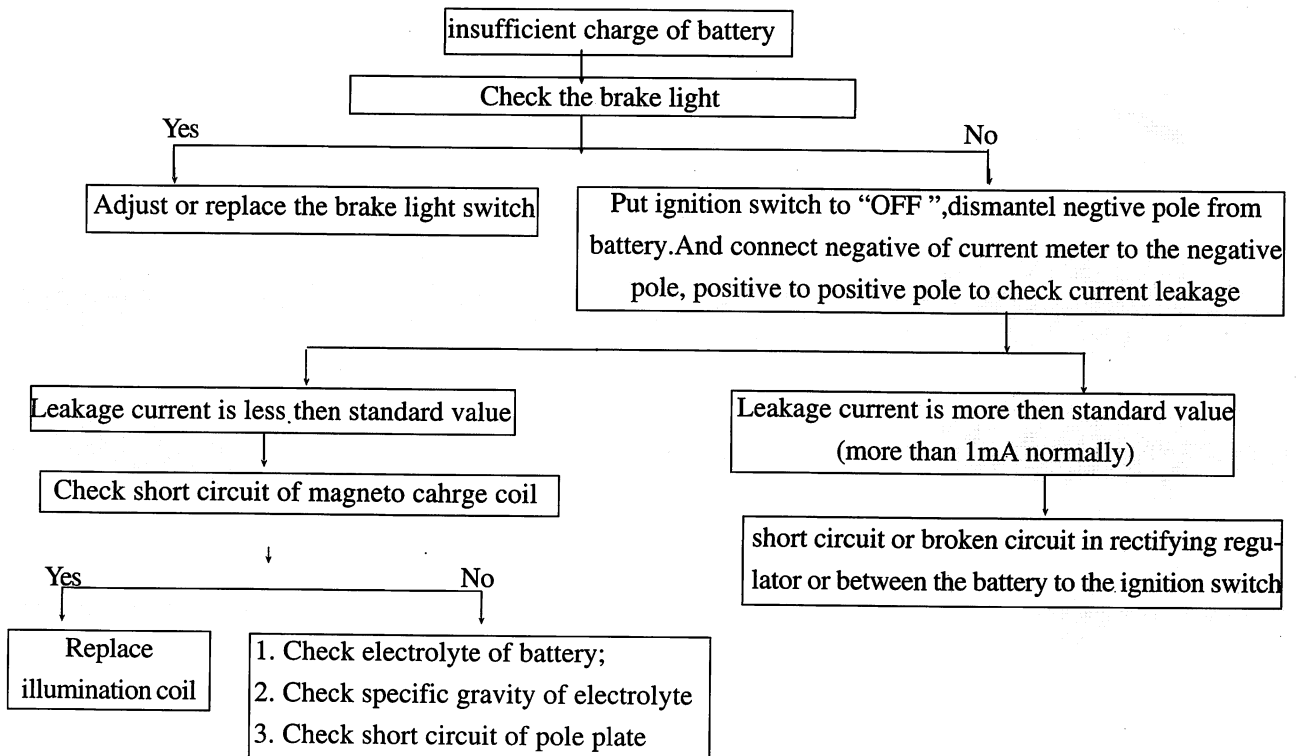 insufficient charge of battery
Check the brake light
Yes
No
Adjust or replace the brake light switch
Put ignition switch to “OFF ”,dismantel negtive pole from
battery.And connect negative of current meter to the negative
pole, positive to positive pole to check current leakage
Leakage current is less then standard value
Leakage current is more then standard value
(more than 1mA normally)
Check short circuit of magneto cahrge coil
short circuit or broken circuit in rectifying regu-
lator or between the battery to the ignition switch
Yes
No
Replace
illumination coil
1. Check electrolyte of battery;
2. Check specific gravity of electrolyte
3. Check short circuit of pole plate